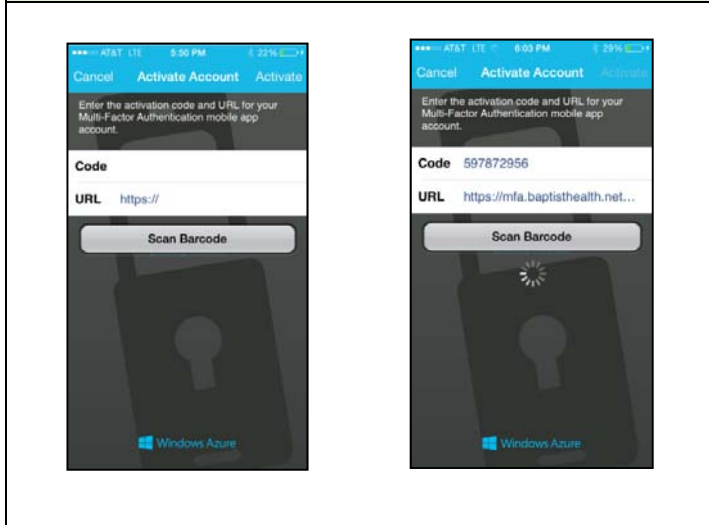 AT&T LTE 5:50 PM 22%
Cancel Activate Account Activate
Enter the activation code and URL for your
Multi-Factor Authentication mobile app
account.
Code
URL https://
Scan Barcode
Windows Azure
AT&T LTE 6:03 PM 29%
Cancel Activate Account Activate
Enter the activation code and URL for your
Multi-Factor Authentication mobile app
account.
Code 597872956
URL https://mfa.baptisthealth.net...
Scan Barcode
Windows Azure